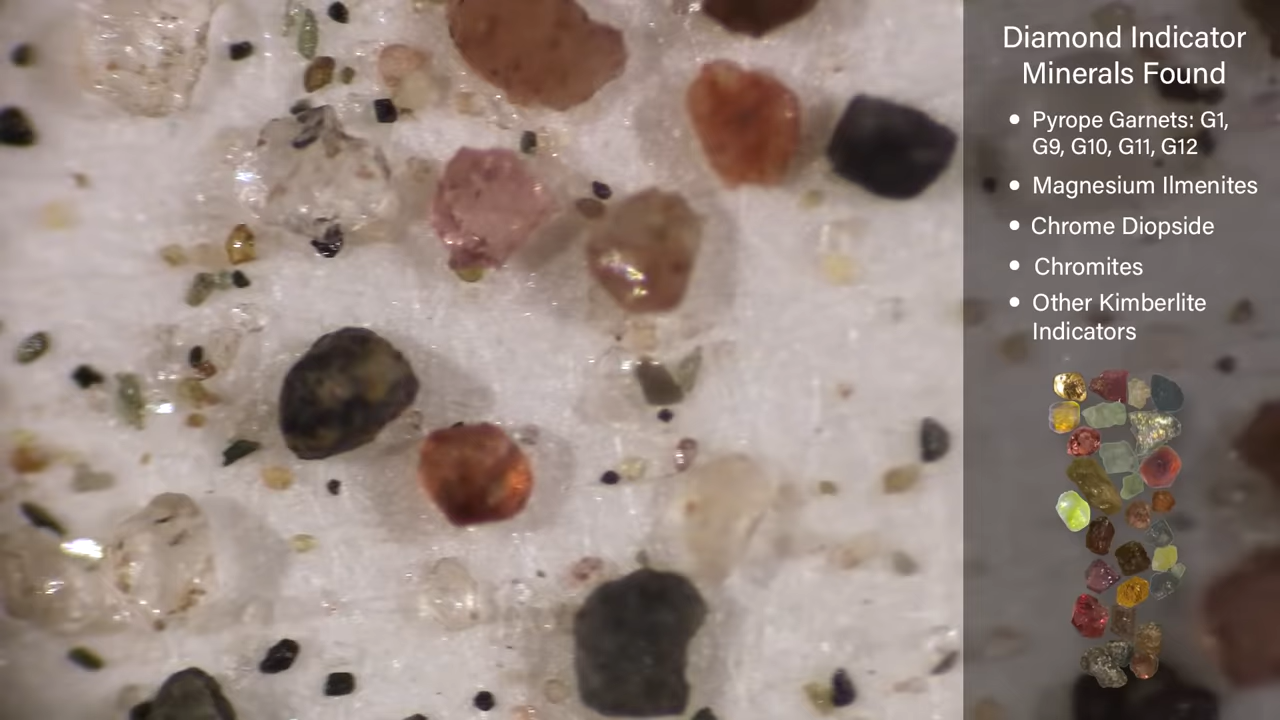 Diamond Indicator
Minerals Found
• Pyrope Garnets: G1,
G9, G10, G11, G12
• Magnesium Ilmenites
• Chrome Diopside
• Chromites
• Other Kimberlite
Indicators